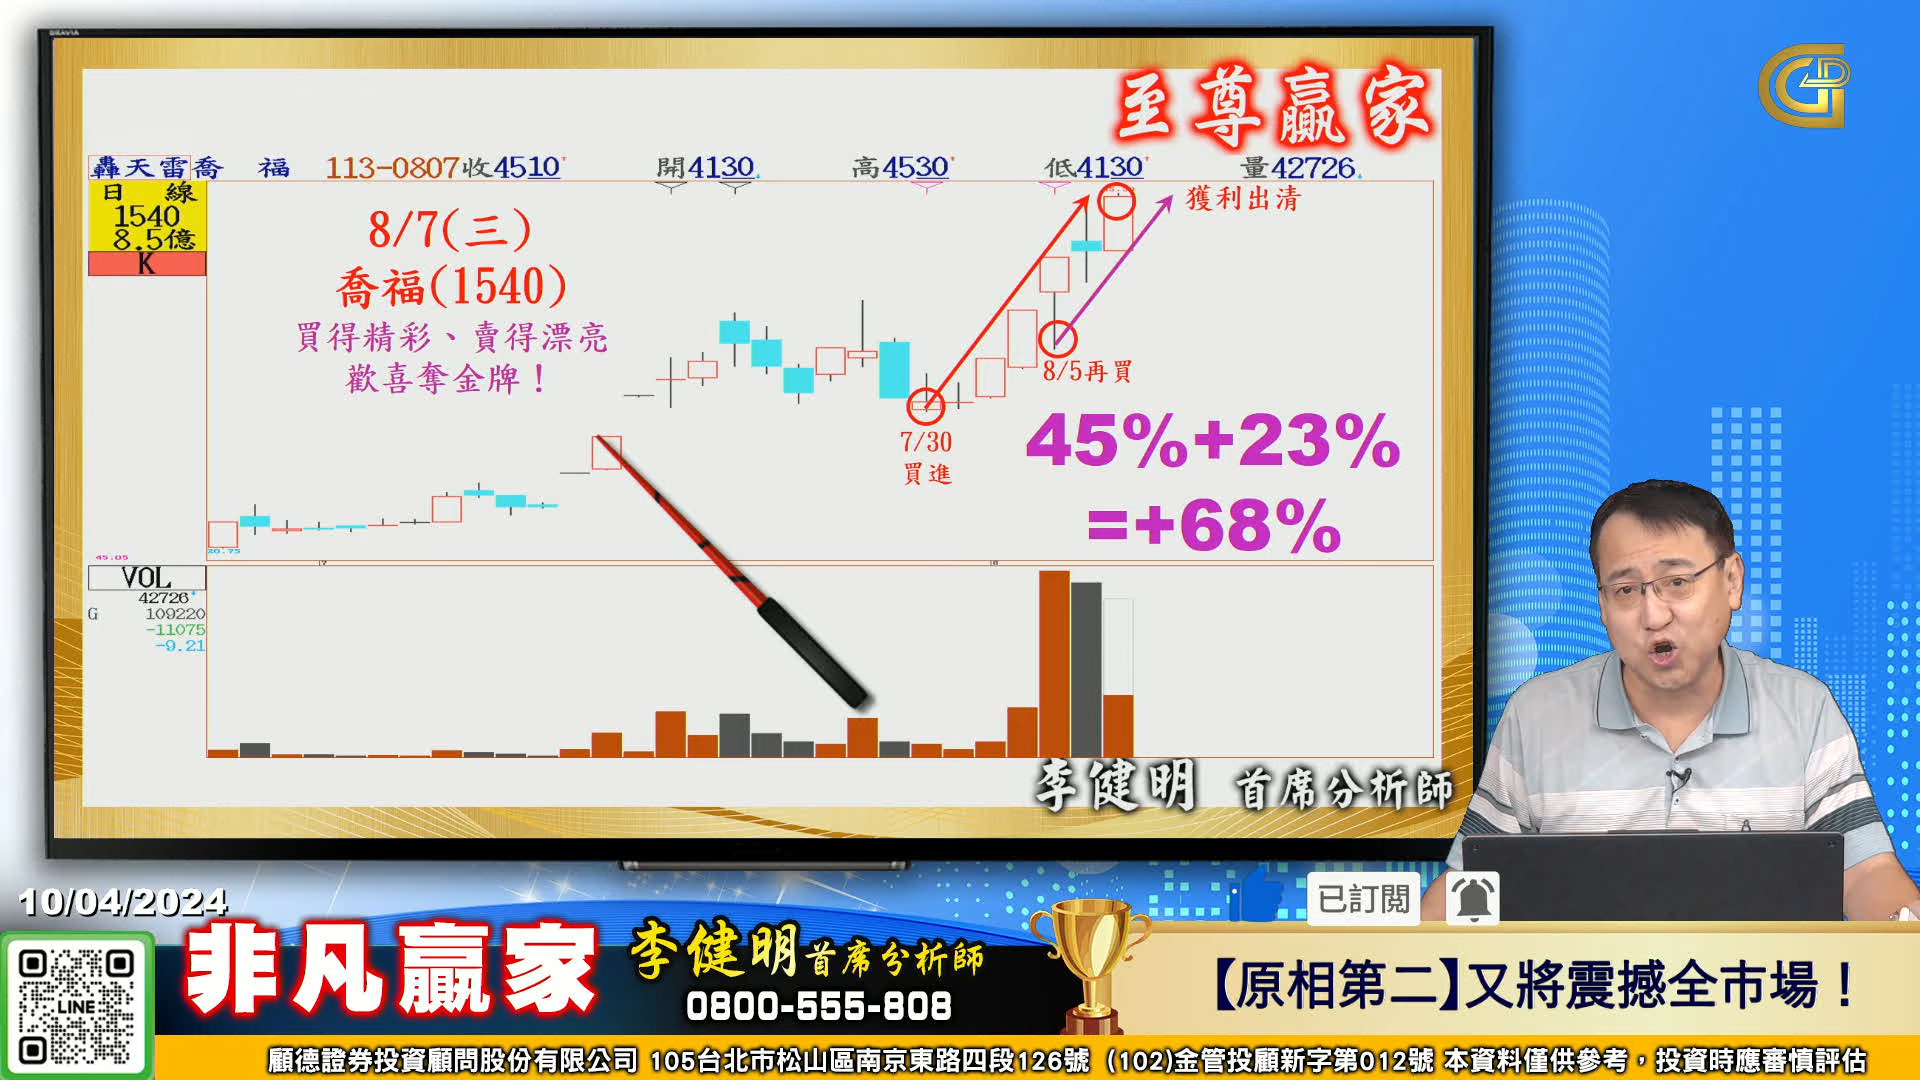 BRAVIA
至尊贏家
轟天雷喬 福 113-0807收4510 開4130 高4530 低4130 量42726
日 線
1540
8.5億
K
8/7(三)
喬福(1540)
買得精彩、賣得漂亮
歡喜奪金牌！
獲利出清
8/5再買
7/30
買進
45%+23%
=+68%
20.75
45.05
7
8
VOL
42726
G 109220
-11075
-9.21
李健明 首席分析師
10/04/2024
LINE
非凡贏家
李健明首席分析師
0800-555-808
已訂閱
【原相第二】又將震撼全市場！
顧德證券投資顧問股份有限公司 105台北市松山區南京東路四段126號 (102)金管投顧新字第012號 本資料僅供參考，投資時應審慎評估